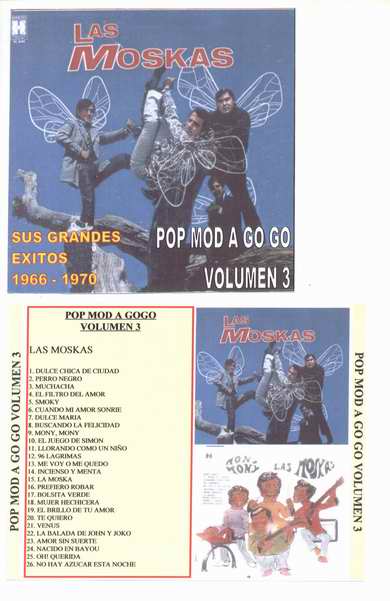 LAS
MOSKAS
SUS GRANDES
EXITOS
1966 - 1970
POP MOD A GO GO
VOLUMEN 3
POP MOD A GO GO VOLUMEN 3
POP MOD A GOGO
VOLUMEN 3
LAS MOSKAS
1. DULCE CHICA DE CIUDAD
2. PERRO NEGRO
3. MUCHACHA
4. EL FILTRO DEL AMOR
5. SMOKY
6. CUANDO MI AMOR SONRIE
7. DULCE MARIA
8. BUSCANDO LA FELICIDAD
9. MONY, MONY
10. EL JUEGO DE SIMON
11. LLORANDO COMO UN NIÑO
12. 96 LAGRIMAS
13. ME VOY O ME QUEDO
14. INCIENSO Y MENTA
15. LA MOSKA
16. PREFIERO ROBAR
17. BOLSITA VERDE
18. MUJER HECHICERA
19. EL BRILLO DE TU AMOR
20. TE QUIERO
21. VENUS
22. LA BALADA DE JOHN Y JOKO
23. AMOR SIN SUERTE
24. NACIDO EN BAYOU
25. OH! QUERIDA
26. NO HAY AZUCAR ESTA NOCHE
LAS
MOSKAS
MONY-
MONY LAS MOSKAS
POP MOD A GO GO VOLUMEN 3